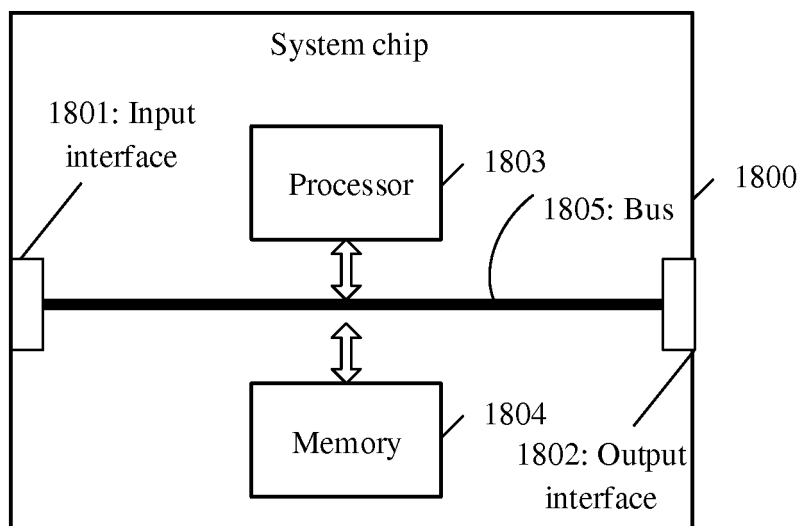 System chip
1801: Input
interface
Processor
1803
1800
1805: Bus
Memory
1804
1802: Output
interface